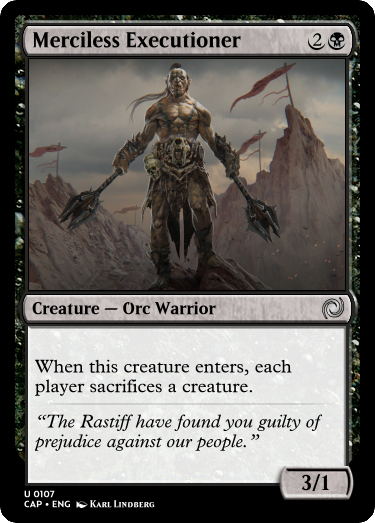 Merciless Executioner 2
Creature — Orc Warrior
When this creature enters, each
player sacrifices a creature.
“The Rastiff have found you guilty of
prejudice against our people.”
3/1
U 0107
CAP • ENG Karl Lindberg